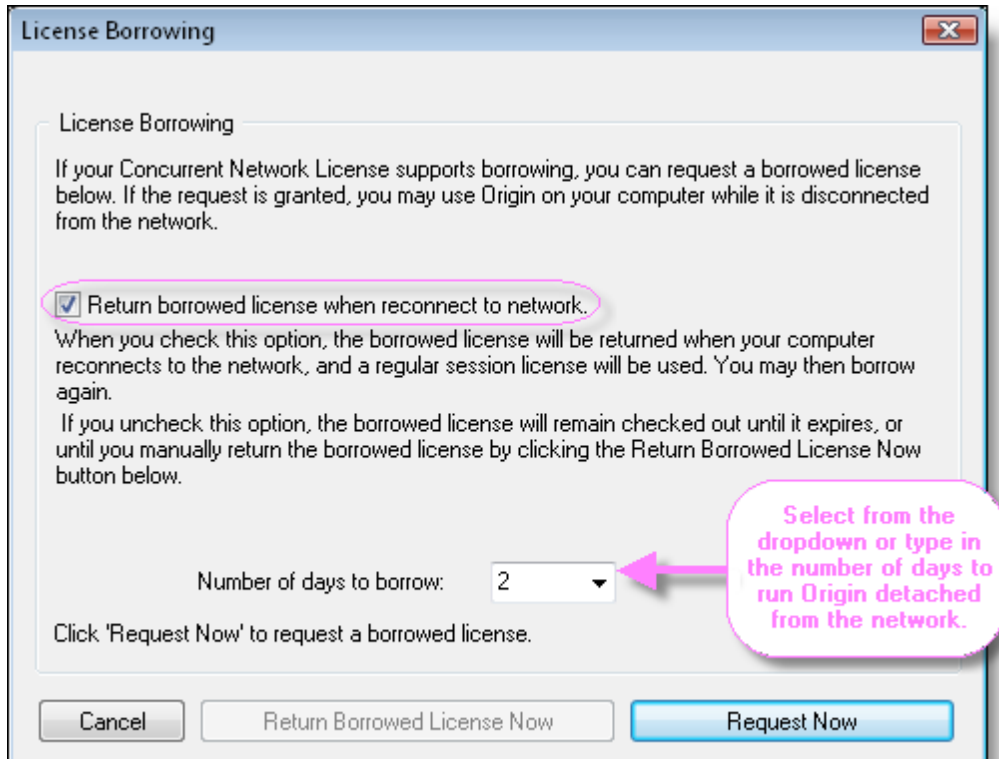 License Borrowing
License Borrowing
If your Concurrent Network License supports borrowing, you can request a borrowed license
below. If the request is granted, you may use Origin on your computer while it is disconnected
from the network.
Return borrowed license when reconnect to network.
When you check this option, the borrowed license will be returned when your computer
reconnects to the network, and a regular session license will be used. You may then borrow
again.
If you uncheck this option, the borrowed license will remain checked out until it expires, or
until you manually return the borrowed license by clicking the Return Borrowed License Now
button below.
Select from the
dropdown or type in
the number of days to
run Origin detached
from the network.
Number of days to borrow: 2
Click 'Request Now' to request a borrowed license.
Cancel Return Borrowed License Now Request Now